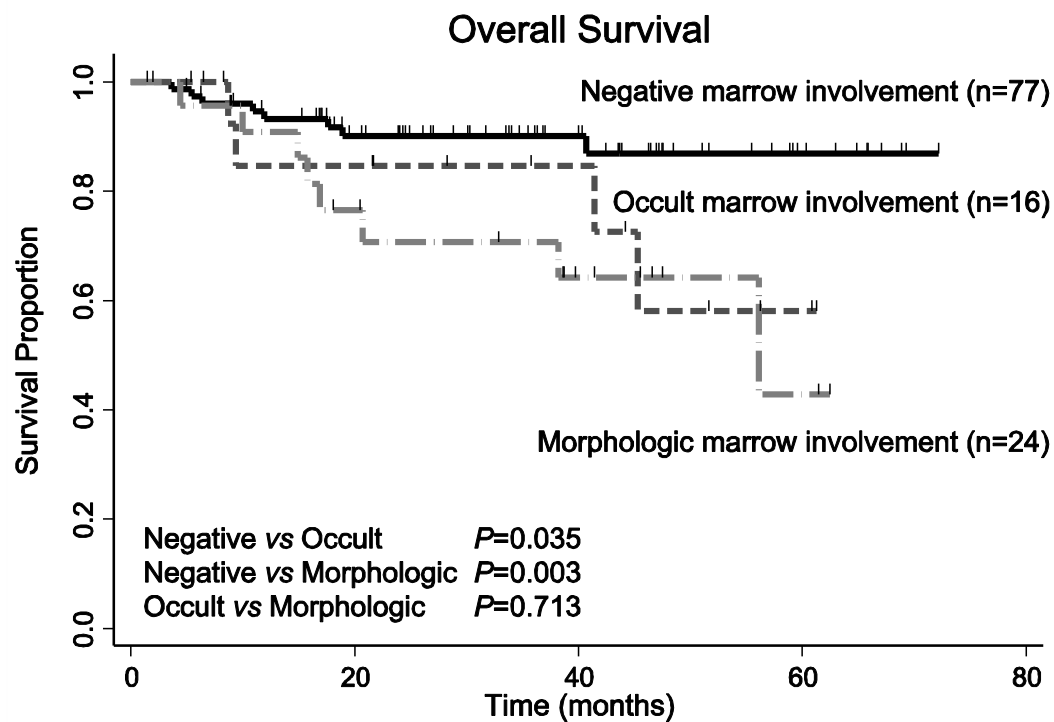 Overall Survival
Negative marrow involvement (n=77)
Occult marrow involvement (n=16)
Morphologic marrow involvement (n=24)
Survival Proportion
1.0
0.8
0.6
0.4
0.2
0.0
Negative vs Occult P=0.035
Negative vs Morphologic P=0.003
Occult vs Morphologic P=0.713
0 20 40 60 80
Time (months)